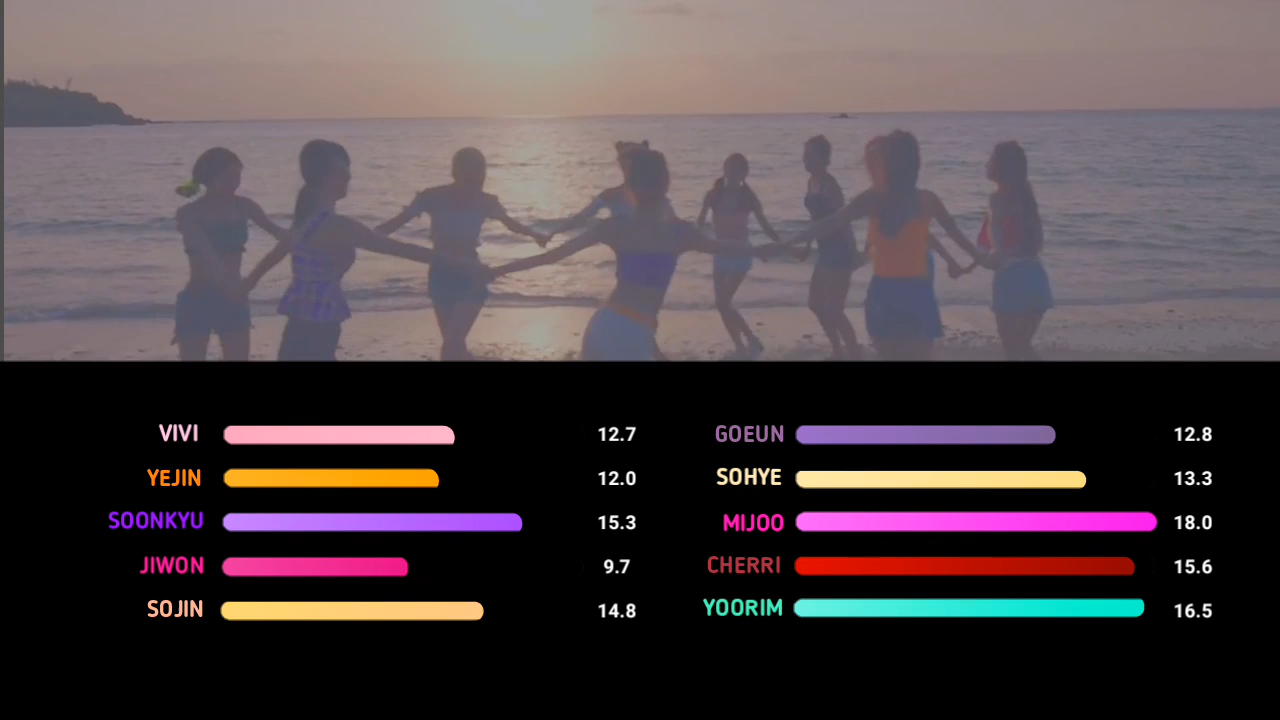 VIVI 12.7
YEJIN 12.0
SOONKYU 15.3
JIWON 9.7
SOJIN 14.8
GOEUN 12.8
SOHYE 13.3
MIJOO 18.0
CHERRI 15.6
YOORIM 16.5